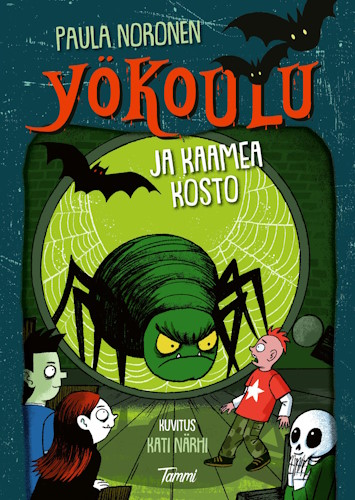 PAULA NORONEN
YÖKOULU
JA KAAMEA
KOSTO
KUVITUS
KATI NÄRHI
Tammi